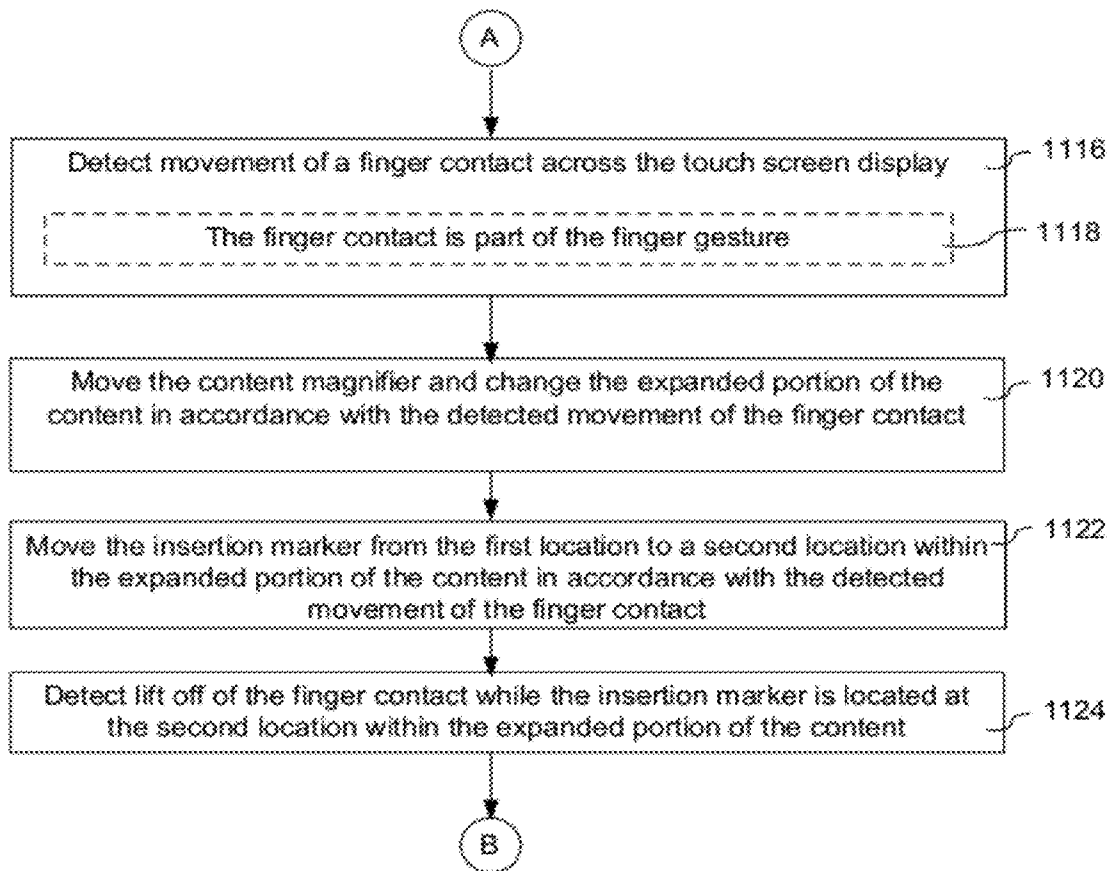 A
Detect movement of a finger contact across the touch screen display
1116
The finger contact is part of the finger gesture
1118
Move the content magnifier and change the expanded portion of the
content in accordance with the detected movement of the finger contact
1120
Move the insertion marker from the first location to a second location within
the expanded portion of the content in accordance with the detected
movement of the finger contact
1122
Detect lift off of the finger contact while the insertion marker is located at
the second location within the expanded portion of the content
1124
B